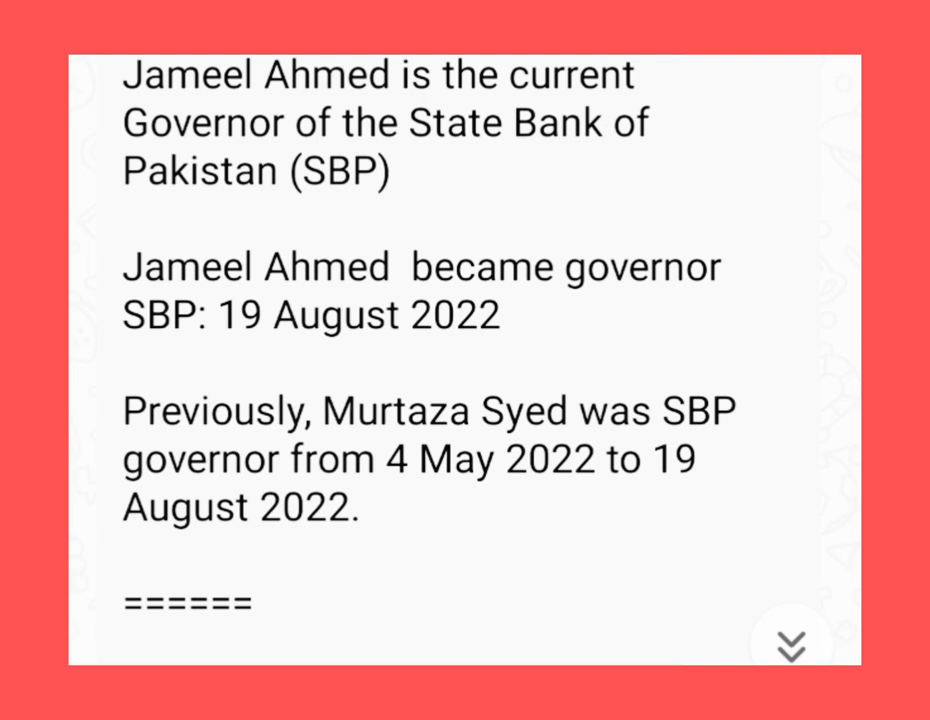 Jameel Ahmed is the current
Governor of the State Bank of
Pakistan (SBP)
Jameel Ahmed  became governor
SBP: 19 August 2022
Previously, Murtaza Syed was SBP
governor from 4 May 2022 to 19
August 2022.
======